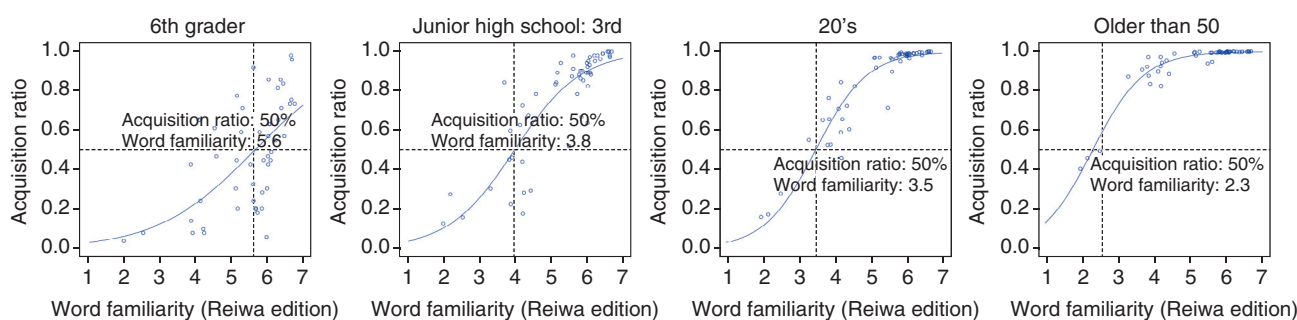 6th grader
Junior high school: 3rd
20's
Older than 50
Acquisition ratio
1.0
0.8
0.6
0.4
0.2
0.0
Acquisition ratio: 50%
Word familiarity: 5.6
1 2 3 4 5 6 7
Word familiarity (Reiwa edition)
Acquisition ratio
1.0
0.8
0.6
0.4
0.2
0.0
Acquisition ratio: 50%
Word familiarity: 3.8
1 2 3 4 5 6 7
Word familiarity (Reiwa edition)
Acquisition ratio
1.0
0.8
0.6
0.4
0.2
0.0
Acquisition ratio: 50%
Word familiarity: 3.5
1 2 3 4 5 6 7
Word familiarity (Reiwa edition)
Acquisition ratio
1.0
0.8
0.6
0.4
0.2
0.0
Acquisition ratio: 50%
Word familiarity: 2.3
1 2 3 4 5 6 7
Word familiarity (Reiwa edition)